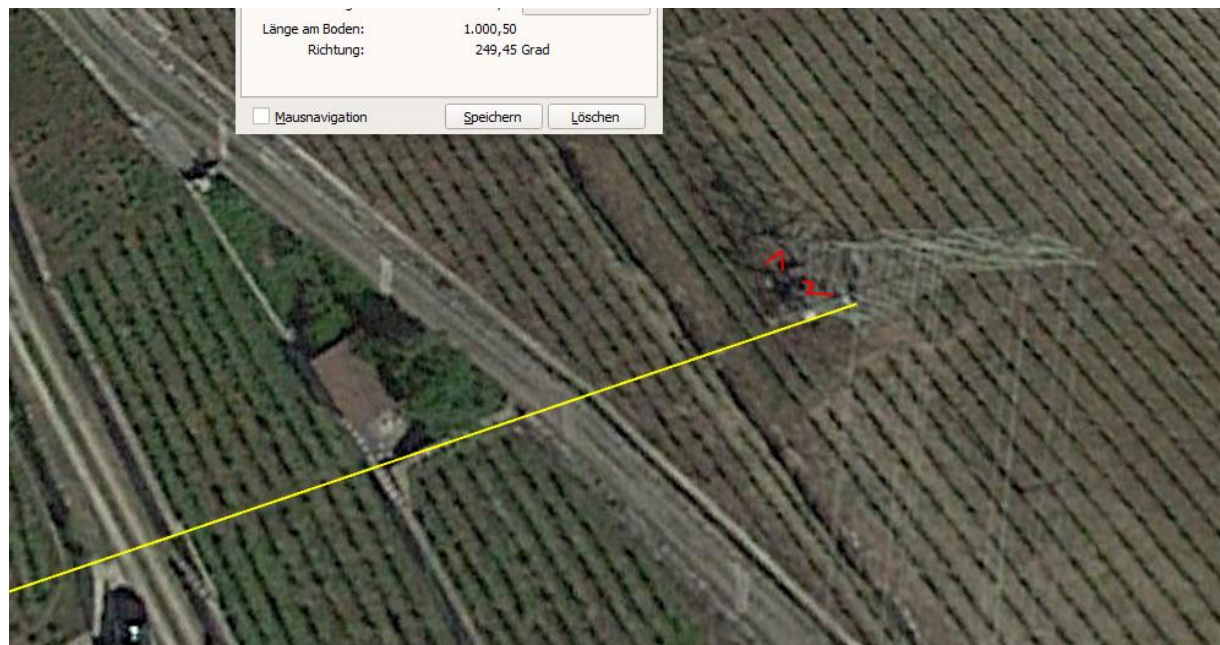 Länge am Boden: 1.000,50
Richtung: 249,45 Grad
Mausnavigation Speichern Löschen
1
2